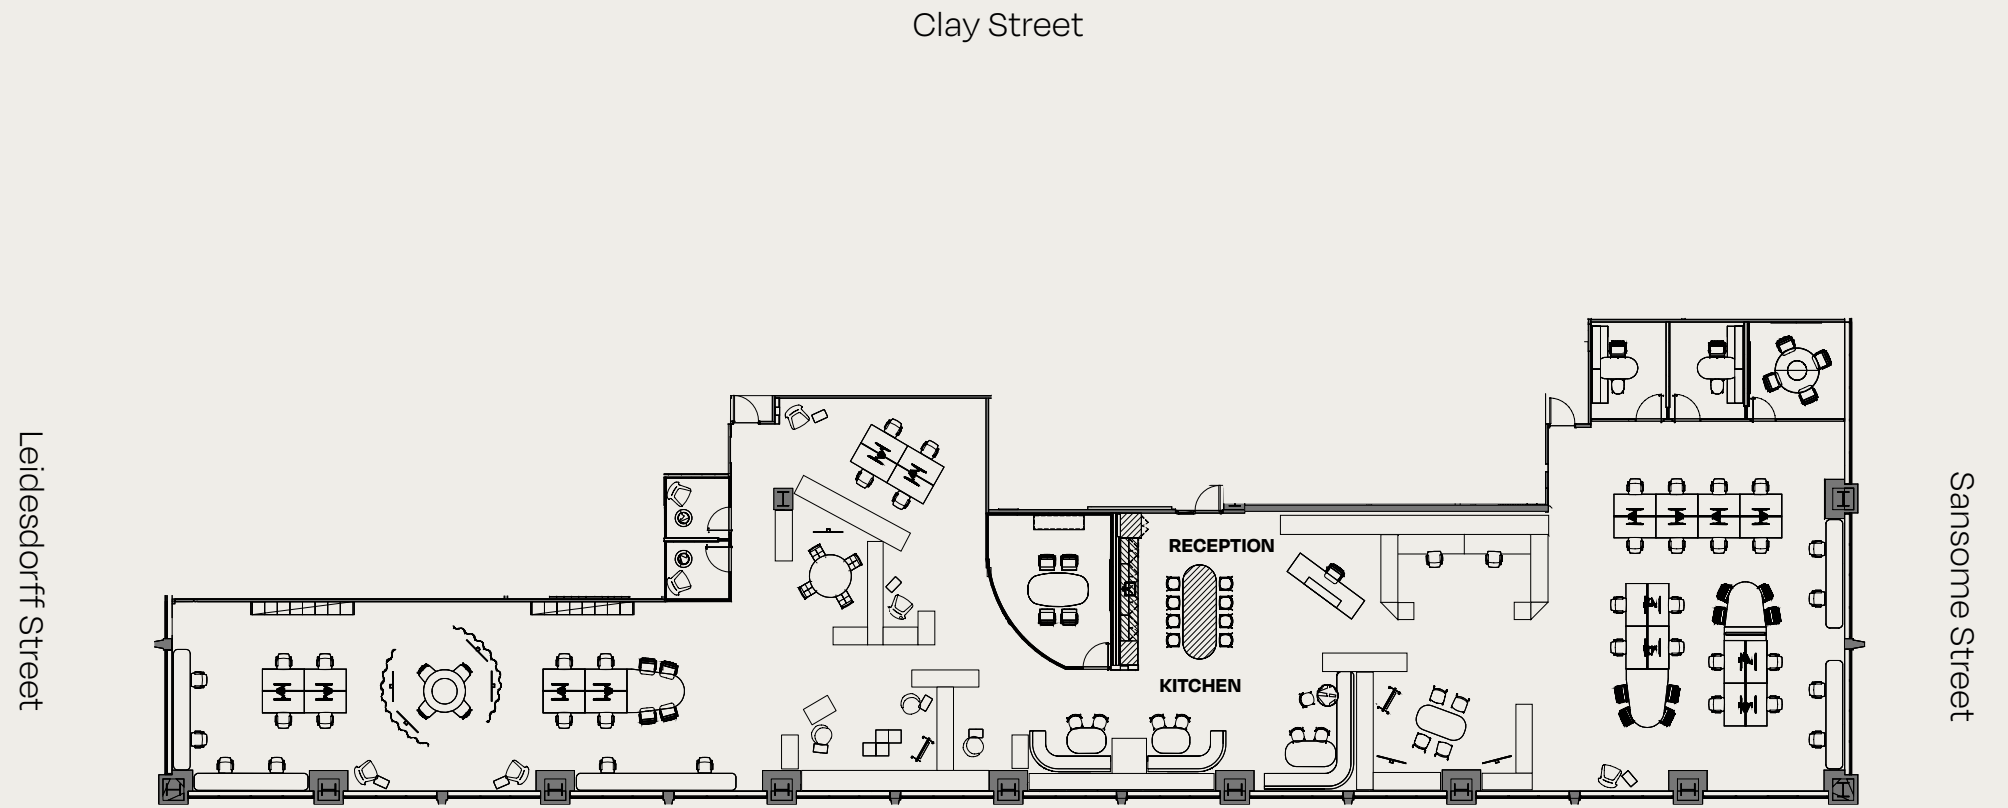 Clay Street
Leidesdorff Street
Sansome Street
RECEPTION
KITCHEN